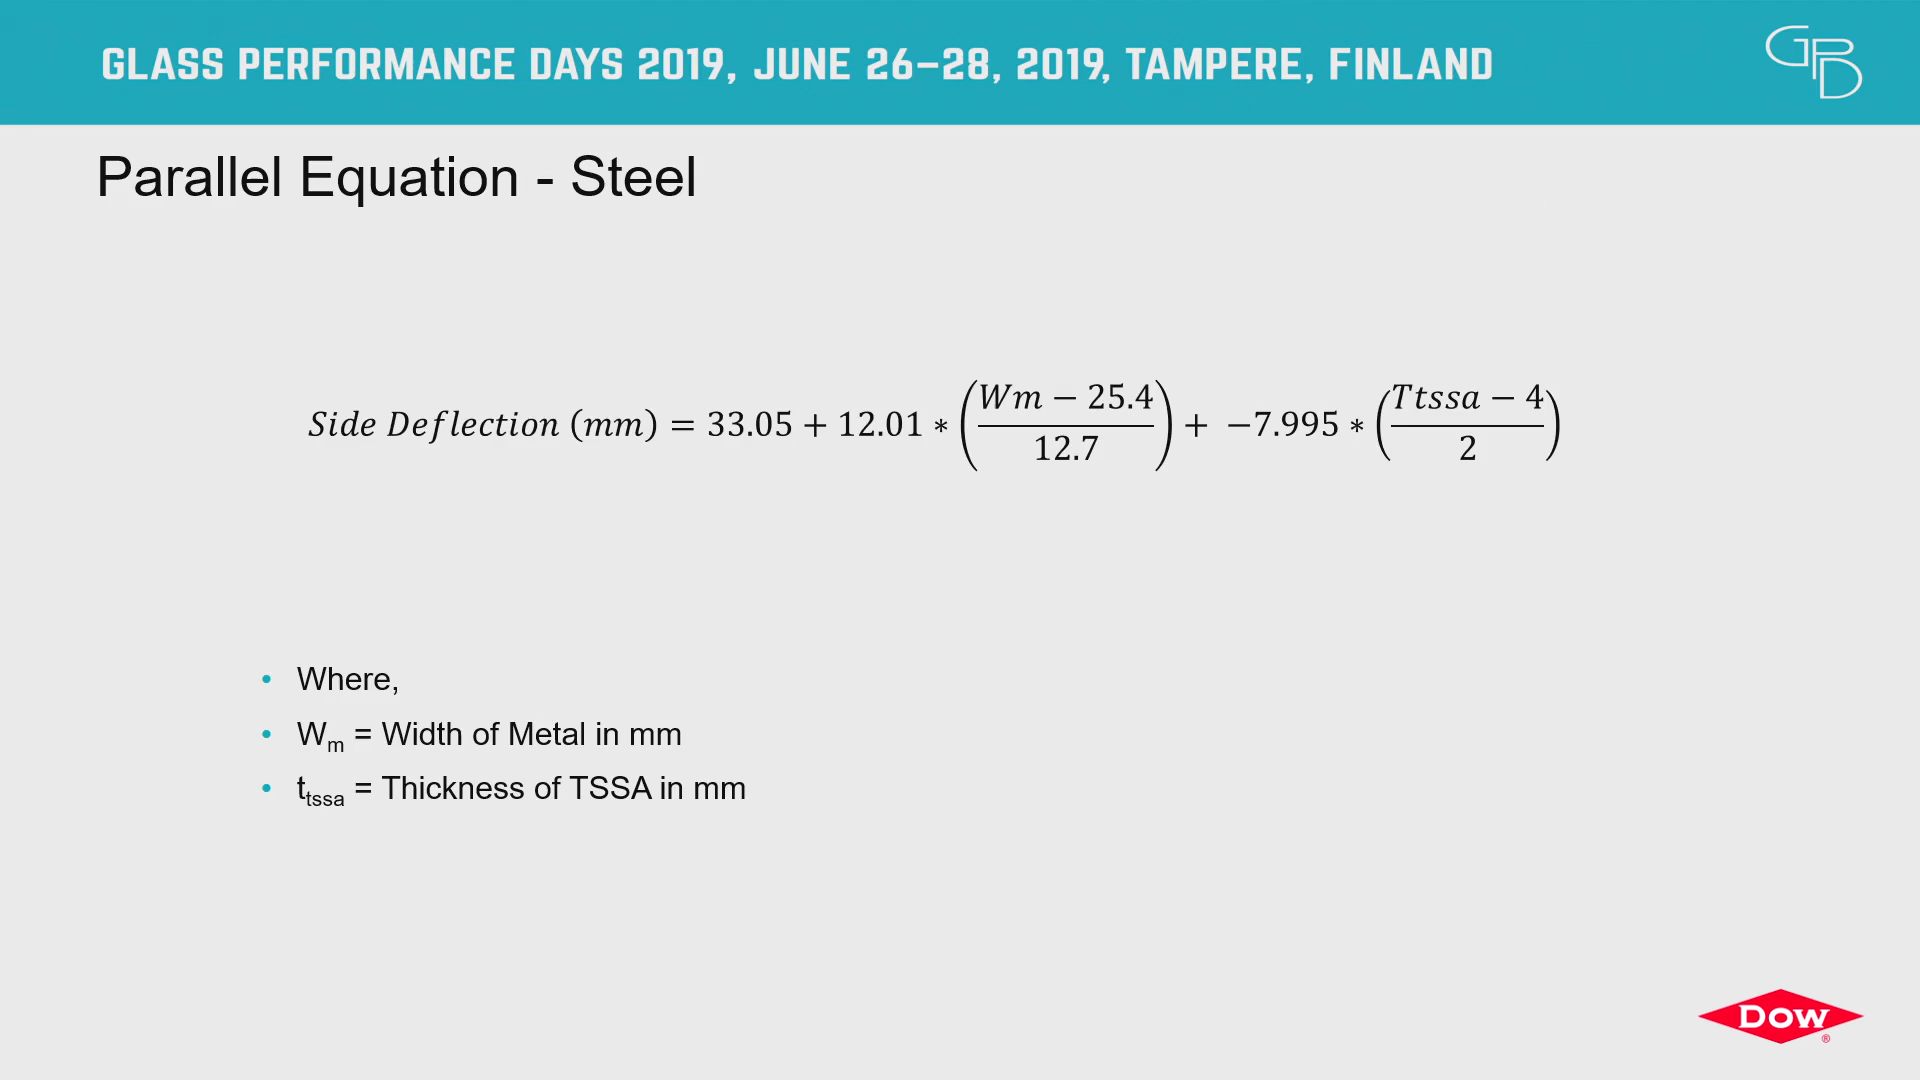 GLASS PERFORMANCE DAYS 2019, JUNE 26–28, 2019, TAMPERE, FINLAND
GPD
Parallel Equation - Steel
Side Deflection (mm) = 33.05 + 12.01 ∗ ((Wm − 25.4)/12.7) + −7.995 ∗ ((Ttssa − 4)/2)
• Where,
• Wm = Width of Metal in mm
• ttssa = Thickness of TSSA in mm
DOW®